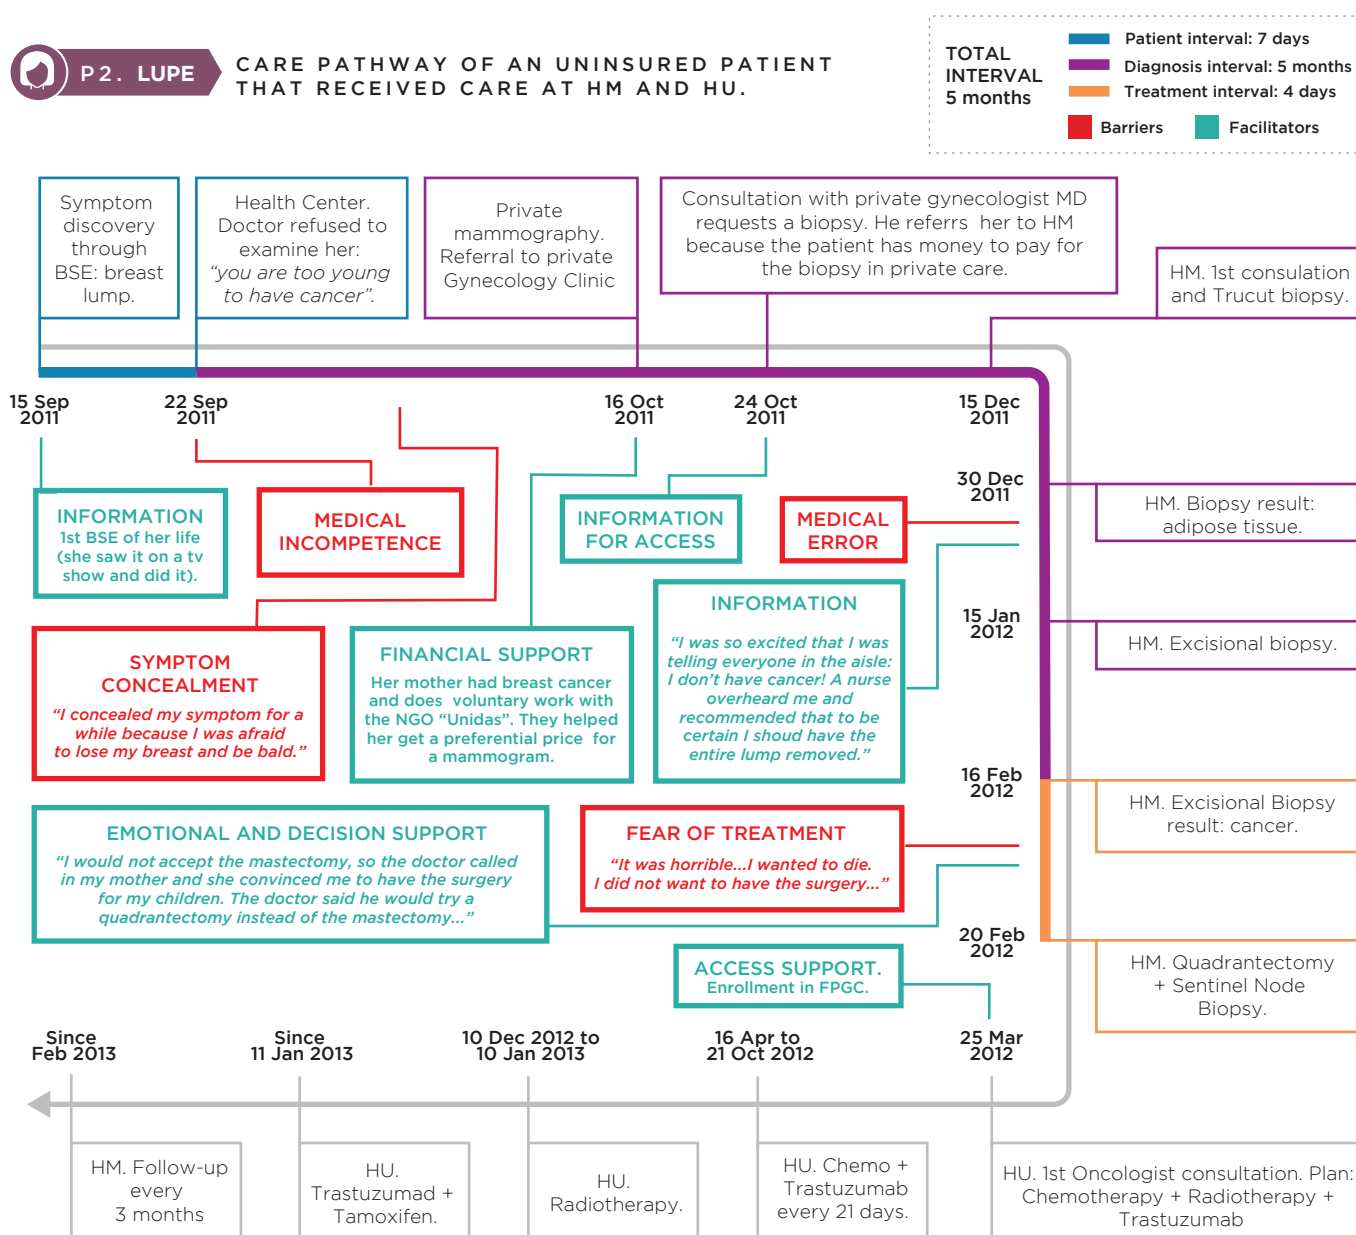 P2. LUPE
CARE PATHWAY OF AN UNINSURED PATIENT
THAT RECEIVED CARE AT HM AND HU.
TOTAL
INTERVAL
5 months
Patient interval: 7 days
Diagnosis interval: 5 months
Treatment interval: 4 days
Barriers
Facilitators
Symptom
discovery
through
BSE: breast
lump.
Health Center.
Doctor refused to
examine her:
“you are too young
to have cancer”.
Private
mammography.
Referral to private
Gynecology Clinic
Consultation with private gynecologist MD
requests a biopsy. He referrs her to HM
because the patient has money to pay for
the biopsy in private care.
HM. 1st consulation
and Trucut biopsy.
15 Sep
2011
22 Sep
2011
16 Oct
2011
24 Oct
2011
15 Dec
2011
30 Dec
2011
HM. Biopsy result:
adipose tissue.
INFORMATION
1st BSE of her life
(she saw it on a tv
show and did it).
MEDICAL
INCOMPETENCE
INFORMATION
FOR ACCESS
MEDICAL
ERROR
INFORMATION
“I was so excited that I was
telling everyone in the aisle:
I don’t have cancer! A nurse
overheard me and
recommended that to be
certain I shoud have the
entire lump removed.”
15 Jan
2012
HM. Excisional biopsy.
SYMPTOM
CONCEALMENT
“I concealed my symptom for a
while because I was afraid
to lose my breast and be bald.”
FINANCIAL SUPPORT
Her mother had breast cancer
and does voluntary work with
the NGO “Unidas”. They helped
her get a preferential price for
a mammogram.
16 Feb
2012
HM. Excisional Biopsy
result: cancer.
EMOTIONAL AND DECISION SUPPORT
“I would not accept the mastectomy, so the doctor called
in my mother and she convinced me to have the surgery
for my children. The doctor said he would try a
quadrantectomy instead of the mastectomy...”
FEAR OF TREATMENT
“It was horrible...I wanted to die.
I did not want to have the surgery...”
20 Feb
2012
HM. Quadrantectomy
+ Sentinel Node
Biopsy.
ACCESS SUPPORT.
Enrollment in FPGC.
Since
Feb 2013
Since
11 Jan 2013
10 Dec 2012 to
10 Jan 2013
16 Apr to
21 Oct 2012
25 Mar
2012
HM. Follow-up
every
3 months
HU.
Trastuzumad +
Tamoxifen.
HU.
Radiotherapy.
HU. Chemo +
Trastuzumab
every 21 days.
HU. 1st Oncologist consultation. Plan:
Chemotherapy + Radiotherapy +
Trastuzumab